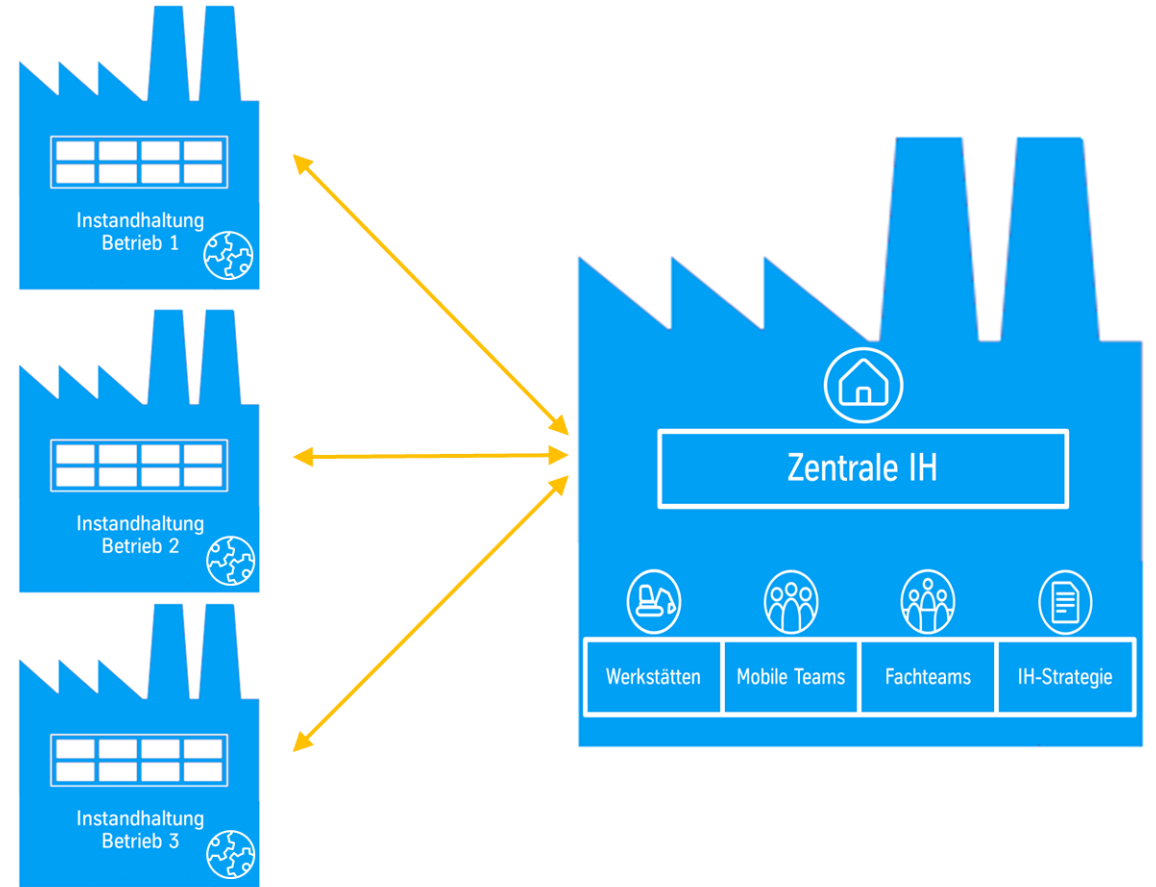 Instandhaltung
Betrieb 1
Instandhaltung
Betrieb 2
Instandhaltung
Betrieb 3
Zentrale IH
Werkstätten
Mobile Teams
Fachteams
IH-Strategie